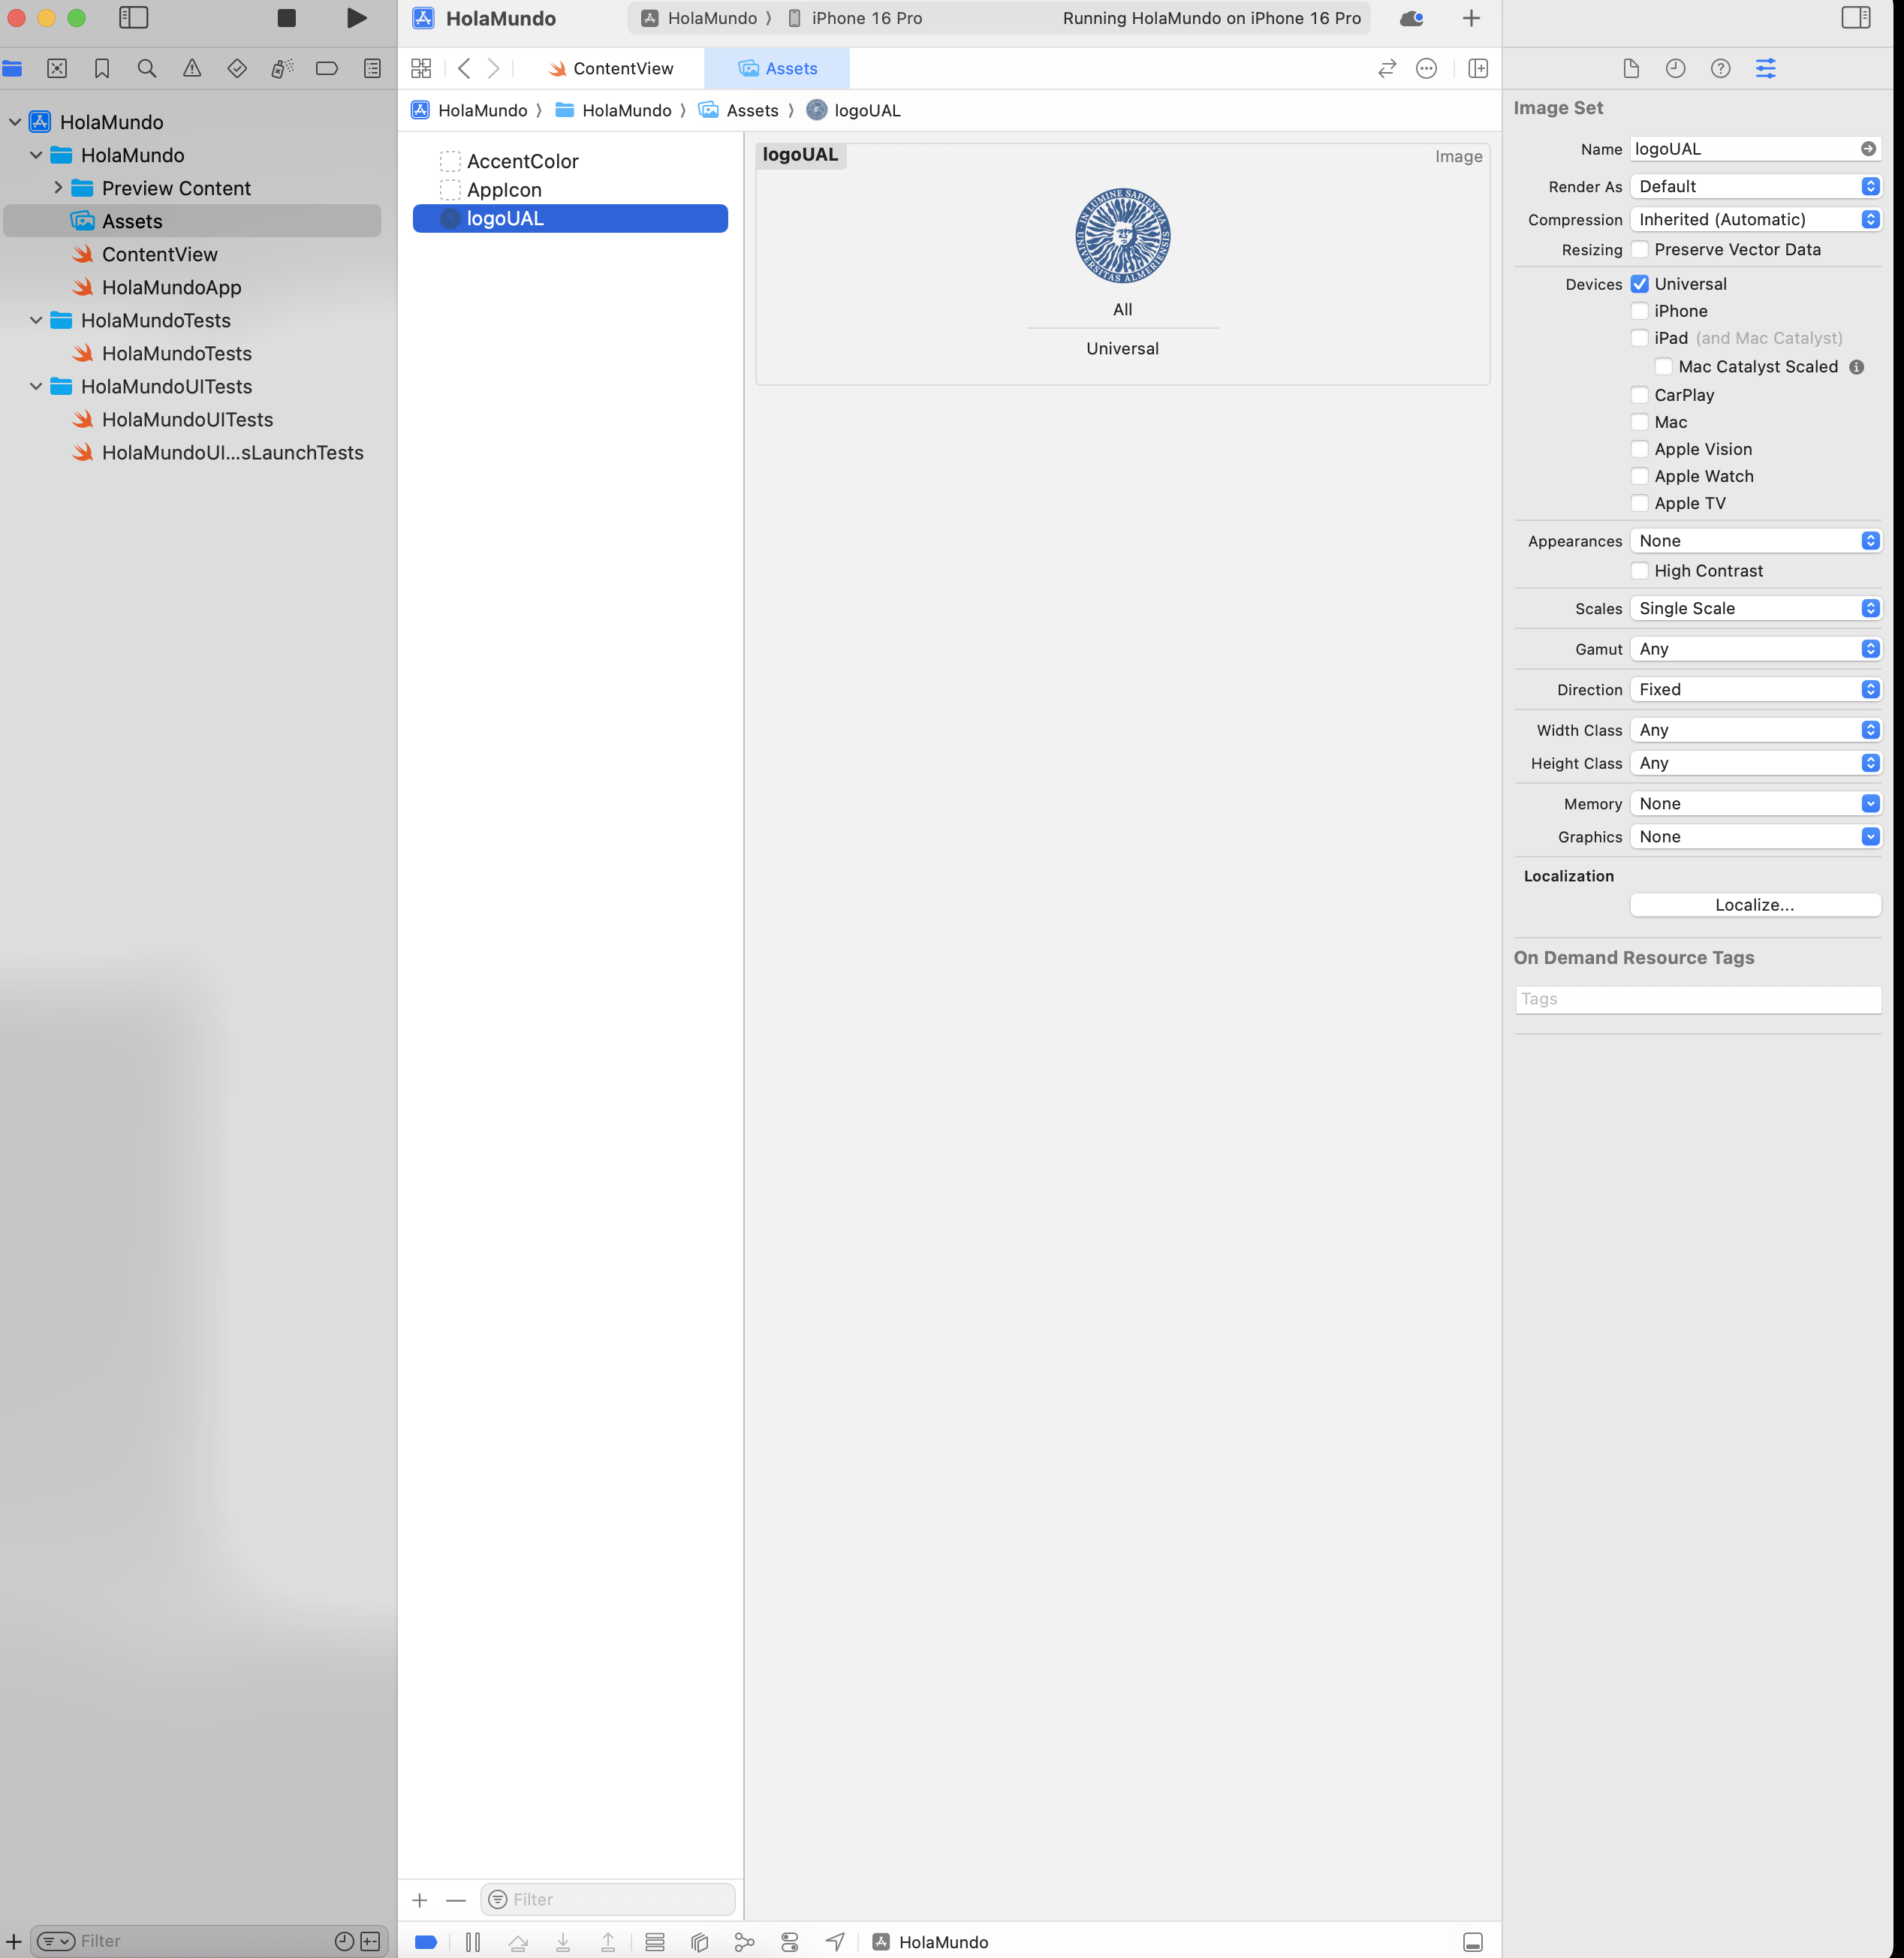 HolaMundo
HolaMundo
iPhone 16 Pro
Running HolaMundo on iPhone 16 Pro
ContentView
Assets
HolaMundo
HolaMundo
Assets
logoUAL
HolaMundo
HolaMundo
Preview Content
Assets
ContentView
HolaMundoApp
HolaMundoTests
HolaMundoTests
HolaMundoUITests
HolaMundoUITests
HolaMundoUI...sLaunchTests
Filter
AccentColor
AppIcon
logoUAL
Filter
logoUAL
Image
IN LUMINE SAPIENTIA
UNIVERSITAS ALMERIENSIS
All
Universal
HolaMundo
Image Set
Name logoUAL
Render As Default
Compression Inherited (Automatic)
Resizing Preserve Vector Data
Devices Universal
iPhone
iPad (and Mac Catalyst)
Mac Catalyst Scaled
CarPlay
Mac
Apple Vision
Apple Watch
Apple TV
Appearances None
High Contrast
Scales Single Scale
Gamut Any
Direction Fixed
Width Class Any
Height Class Any
Memory None
Graphics None
Localization
Localize...
On Demand Resource Tags
Tags